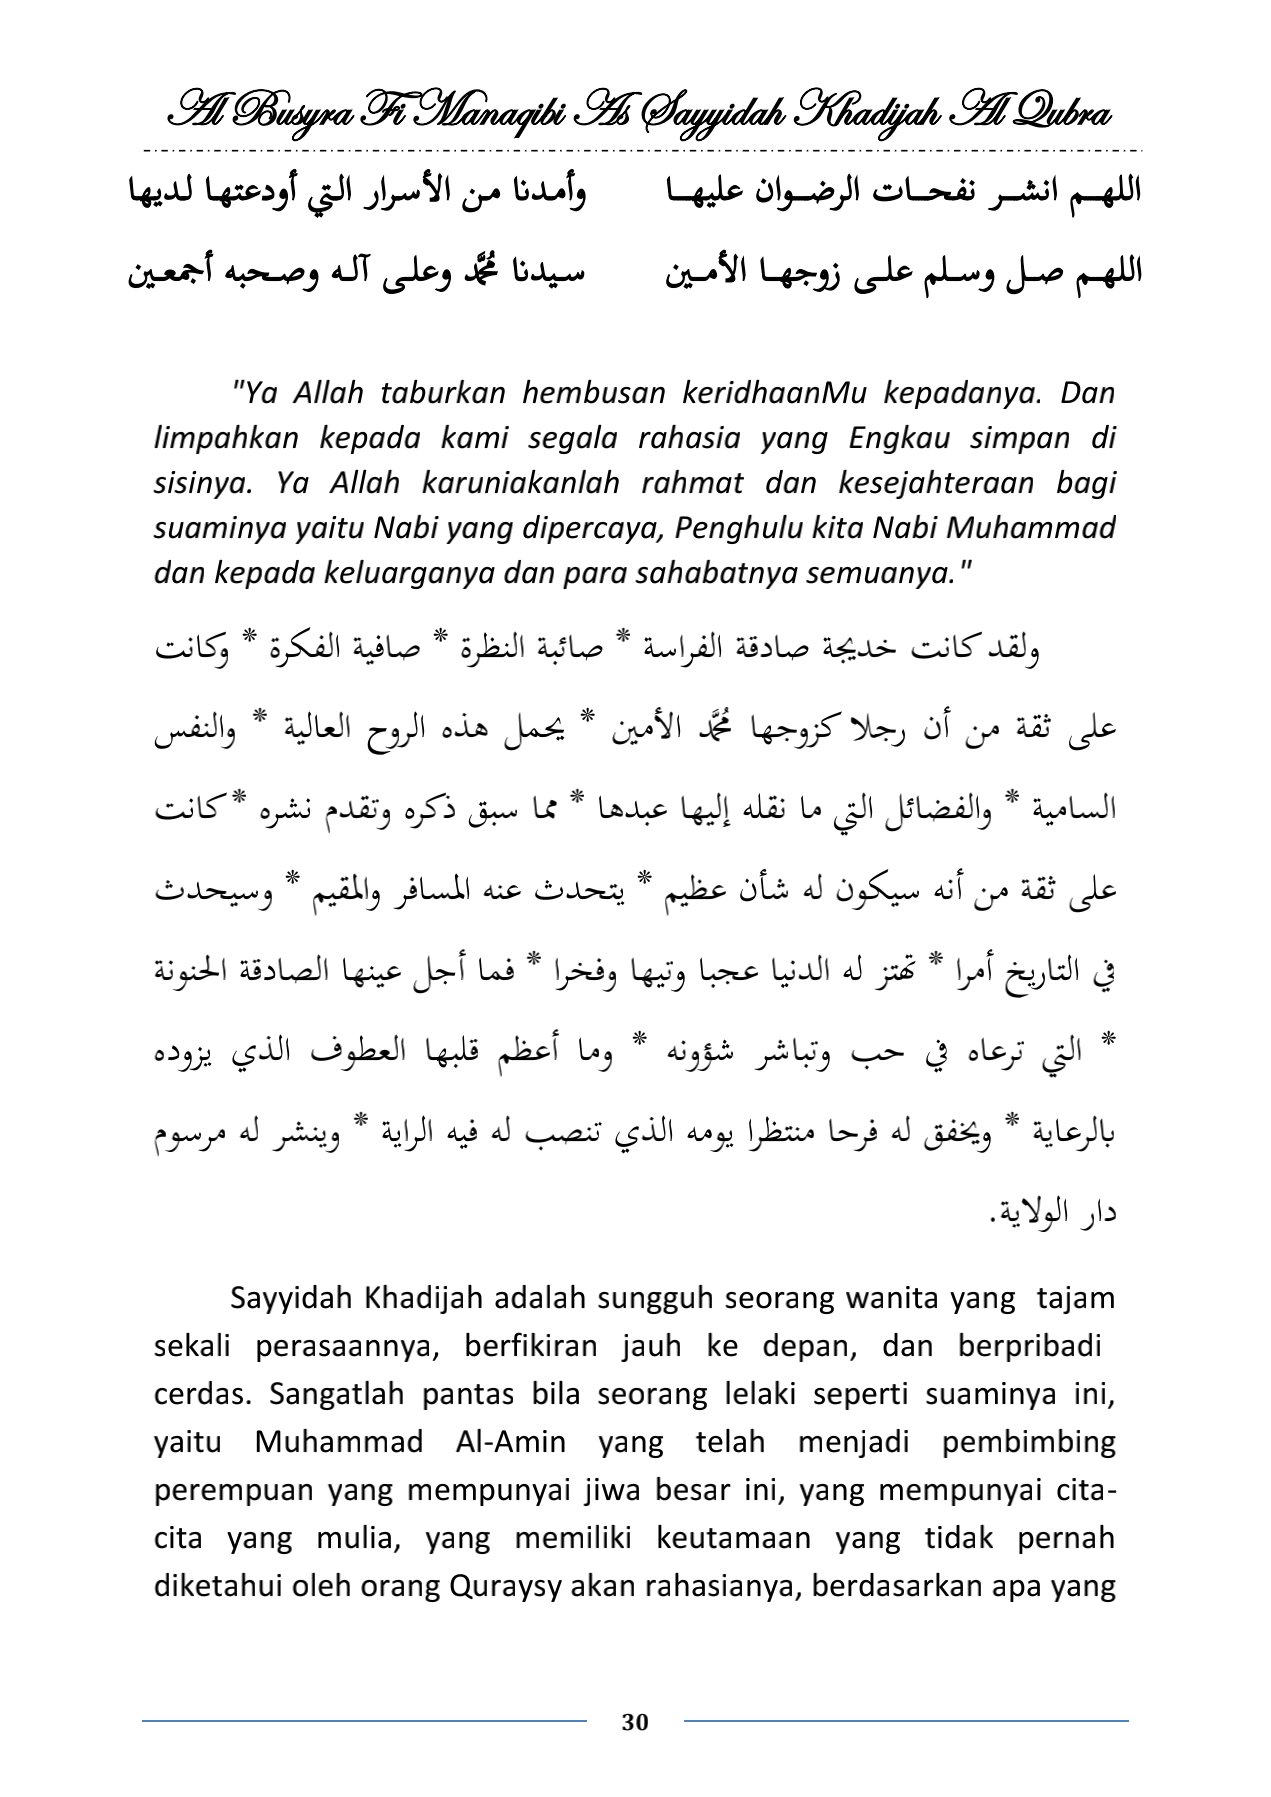 Al Busyra Fi Manaqibi As Sayyidah Khadijah Al Qubra
اللهم انشر نفحات الرضوان عليها وأمدنا من الأسرار التي أودعتها لديها
اللهم صل وسلم على زوجها الأمين سيدنا مُحَمَّد وعلى آله وصحبه أجمعين
"Ya Allah taburkan hembusan keridhaanMu kepadanya. Dan
limpahkan kepada kami segala rahasia yang Engkau simpan di
sisinya. Ya Allah karuniakanlah rahmat dan kesejahteraan bagi
suaminya yaitu Nabi yang dipercaya, Penghulu kita Nabi Muhammad
dan kepada keluarganya dan para sahabatnya semuanya."
ولقد كانت خديجة صادقة الفراسة * صائبة النظرة * صافية الفكرة * وكانت
على ثقة من أن رجلا كزوجها مُحَمَّد الأمين * يحمل هذه الروح العالية * والنفس
السامية * والفضائل التي ما نقله إليها عبدها * مما سبق ذكره وتقدم نشره * كانت
على ثقة من أنه سيكون له شأن عظيم * يتحدث عنه المسافر والمقيم * وسيحدث
في التاريخ أمرا * تهتز له الدنيا عجبا وتيها وفخرا * فما أجل عينها الصادقة الحنونة
* التي ترعاه في حب وتباشر شؤونه * وما أعظم قلبها العطوف الذي يزوده
بالرعاية * ويخفق له فرحا منتظرا يومه الذي تنصب له فيه الراية * وينشر له مرسوم
دار الولاية.
Sayyidah Khadijah adalah sungguh seorang wanita yang tajam
sekali perasaannya, berfikiran jauh ke depan, dan berpribadi
cerdas. Sangatlah pantas bila seorang lelaki seperti suaminya ini,
yaitu Muhammad Al-Amin yang telah menjadi pembimbing
perempuan yang mempunyai jiwa besar ini, yang mempunyai cita-
cita yang mulia, yang memiliki keutamaan yang tidak pernah
diketahui oleh orang Quraysy akan rahasianya, berdasarkan apa yang
30